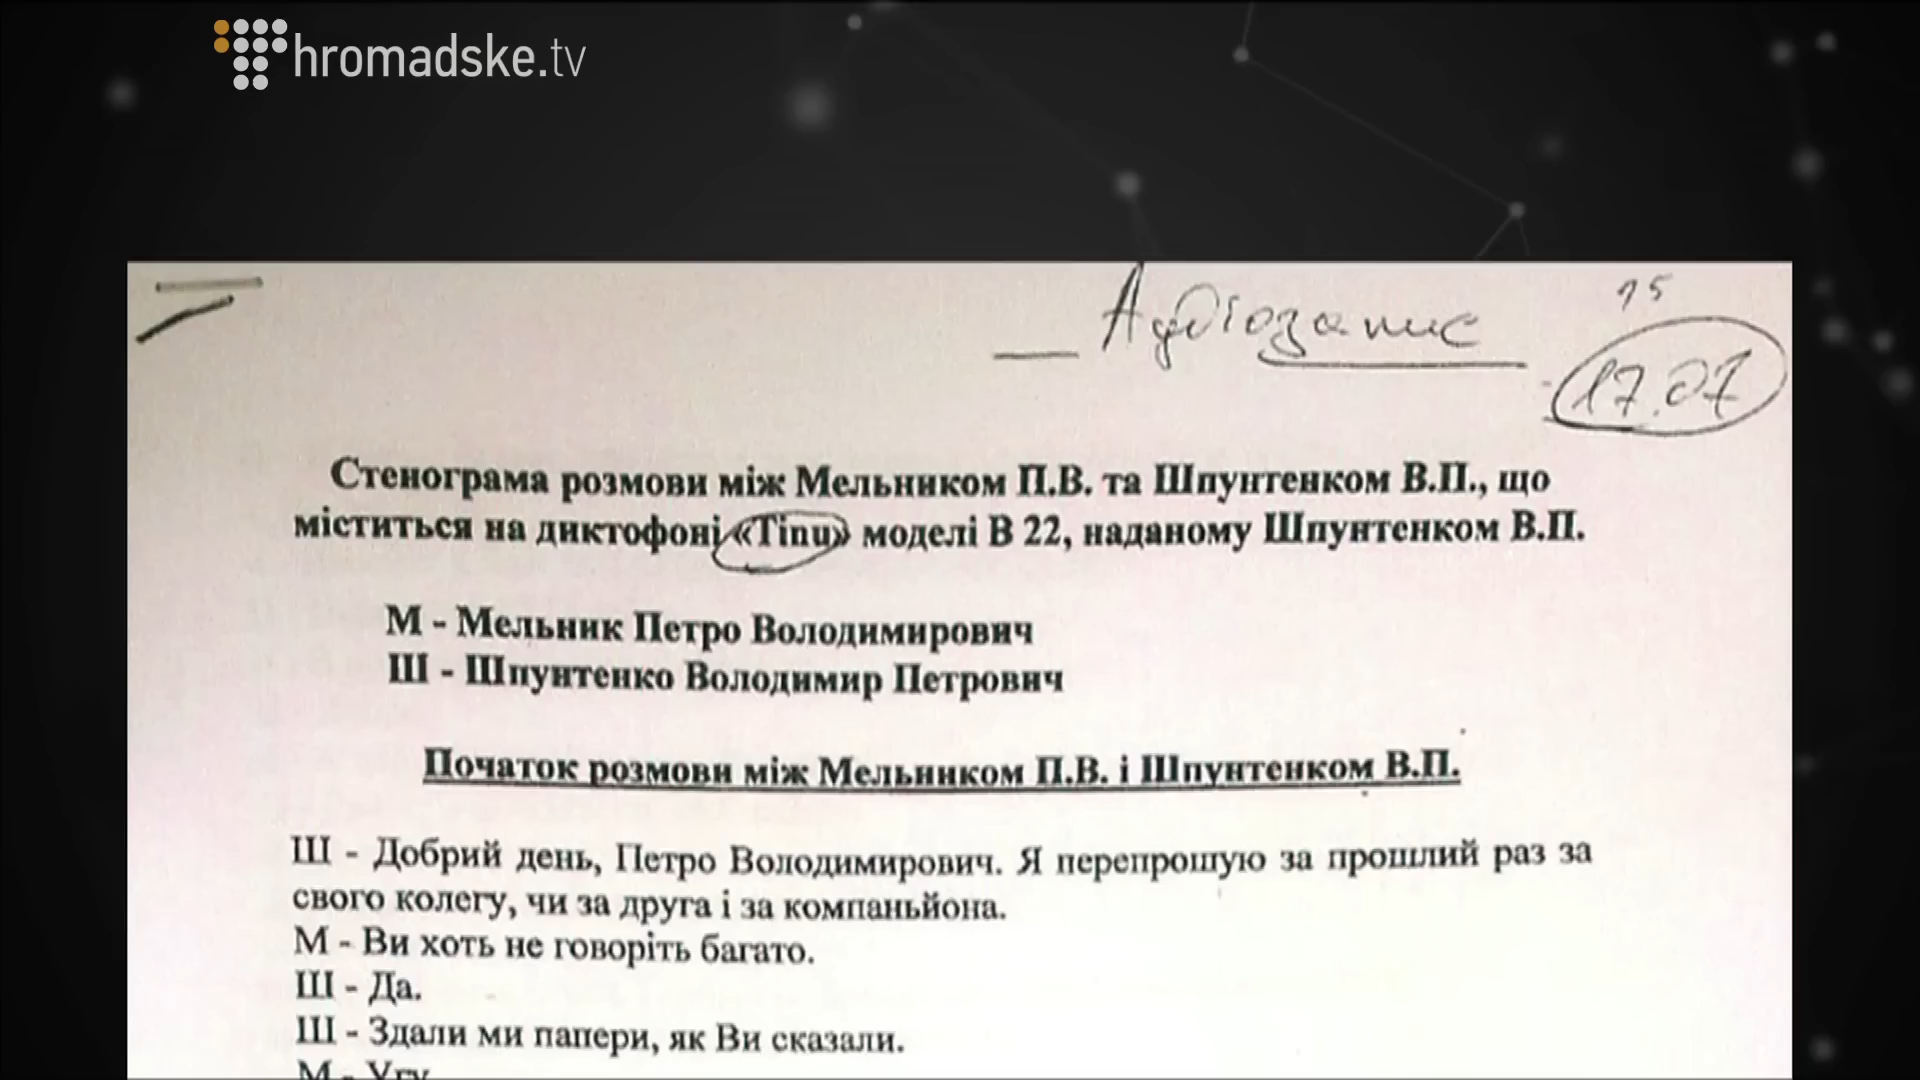 hromadske.tv
Аудіозапис
15
17.07
Стенограма розмови між Мельником П.В. та Шпунтенком В.П., що
міститься на диктофоні «Tinu» моделі В 22, наданому Шпунтенком В.П.
М - Мельник Петро Володимирович
Ш - Шпунтенко Володимир Петрович
Початок розмови між Мельником П.В. і Шпунтенком В.П.
Ш - Добрий день, Петро Володимирович. Я перепрошую за прошлий раз за
свого колегу, чи за друга і за компаньйона.
М - Ви хоть не говоріть багато.
Ш - Да.
Ш - Здали ми папери, як Ви сказали.
М - Угу